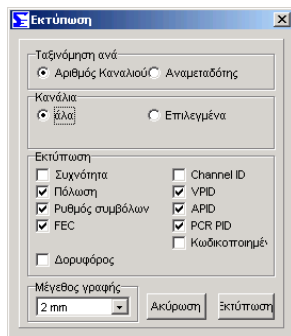 Εκτύπωση
Ταξινόμηση ανά
Αριθμός Καναλιού Αναμεταδότης
Κανάλια
άλα Επιλεγμένα
Εκτύπωση
Συχνότητα Channel ID
Πόλωση VPID
Ρυθμός συμβόλων APID
FEC PCR PID
Κωδικοποιημέν
Δορυφόρος
Μέγεθος γραφής
2 mm Ακύρωση Εκτύπωση